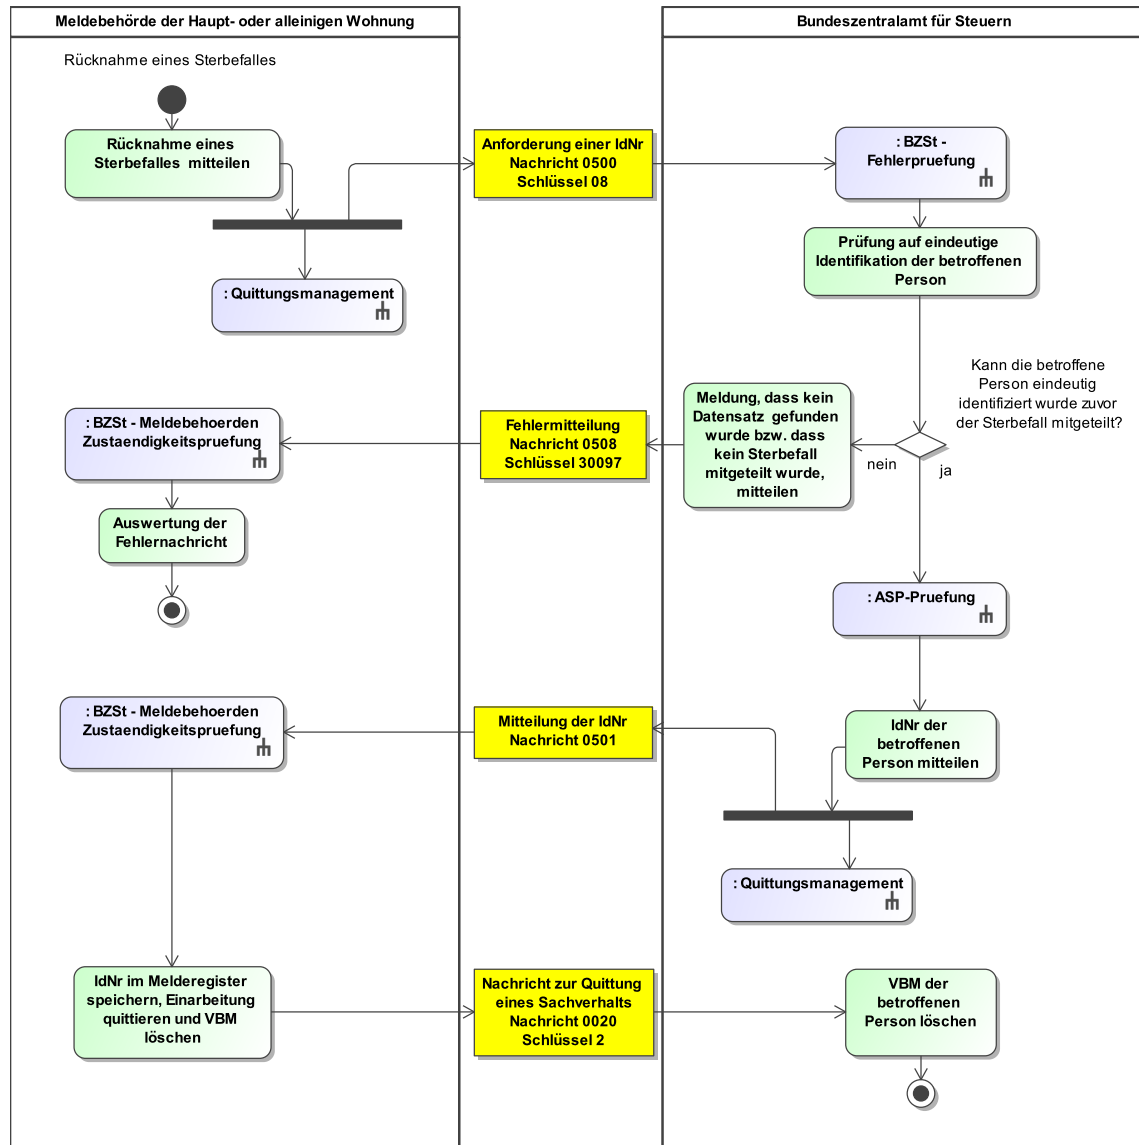 Meldebehörde der Haupt- oder alleinigen Wohnung
Bundeszentralamt für Steuern
Rücknahme eines Sterbefalles
Rücknahme eines
Sterbefalles mitteilen
Anforderung einer IdNr
Nachricht 0500
Schlüssel 08
: BZSt -
Fehlerpruefung
Prüfung auf eindeutige
Identifikation der betroffenen
Person
: Quittungsmanagement
Kann die betroffene
Person eindeutig
identifiziert wurde zuvor
der Sterbefall mitgeteilt?
nein
ja
Meldung, dass kein
Datensatz gefunden
wurde bzw. dass
kein Sterbefall
mitgeteilt wurde,
mitteilen
Fehlermitteilung
Nachricht 0508
Schlüssel 30097
: BZSt - Meldebehoerden
Zustaendigkeitspruefung
Auswertung der
Fehlernachricht
: ASP-Pruefung
IdNr der
betroffenen
Person mitteilen
Mitteilung der IdNr
Nachricht 0501
: BZSt - Meldebehoerden
Zustaendigkeitspruefung
: Quittungsmanagement
IdNr im Melderegister
speichern, Einarbeitung
quittieren und VBM
löschen
Nachricht zur Quittung
eines Sachverhalts
Nachricht 0020
Schlüssel 2
VBM der
betroffenen
Person löschen